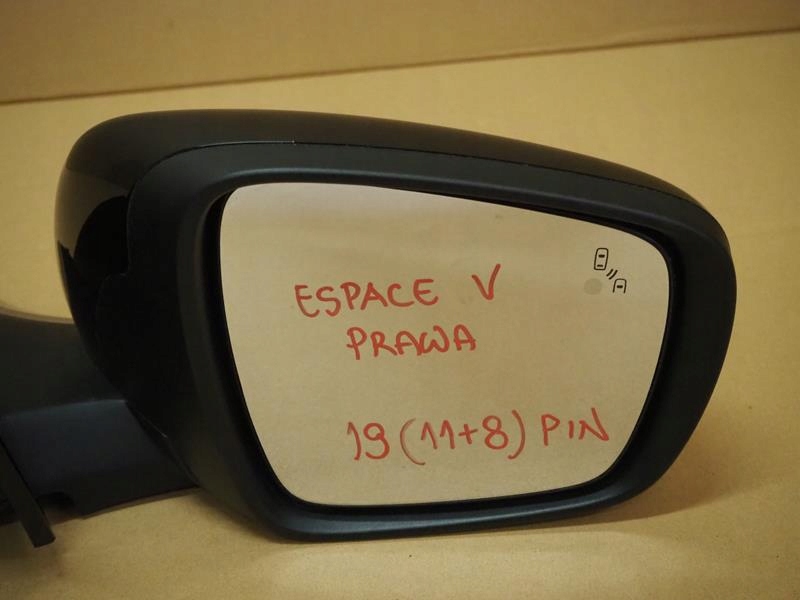 ESPACE V
PRAWA
19 (11+8) PIN